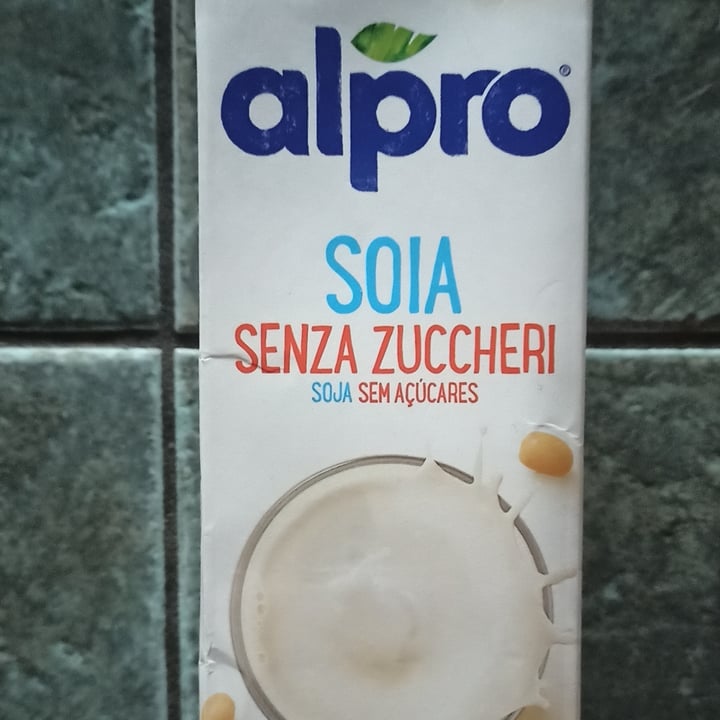 alpro®
SOIA
SENZA ZUCCHERI
SOJA SEM AÇÚCARES